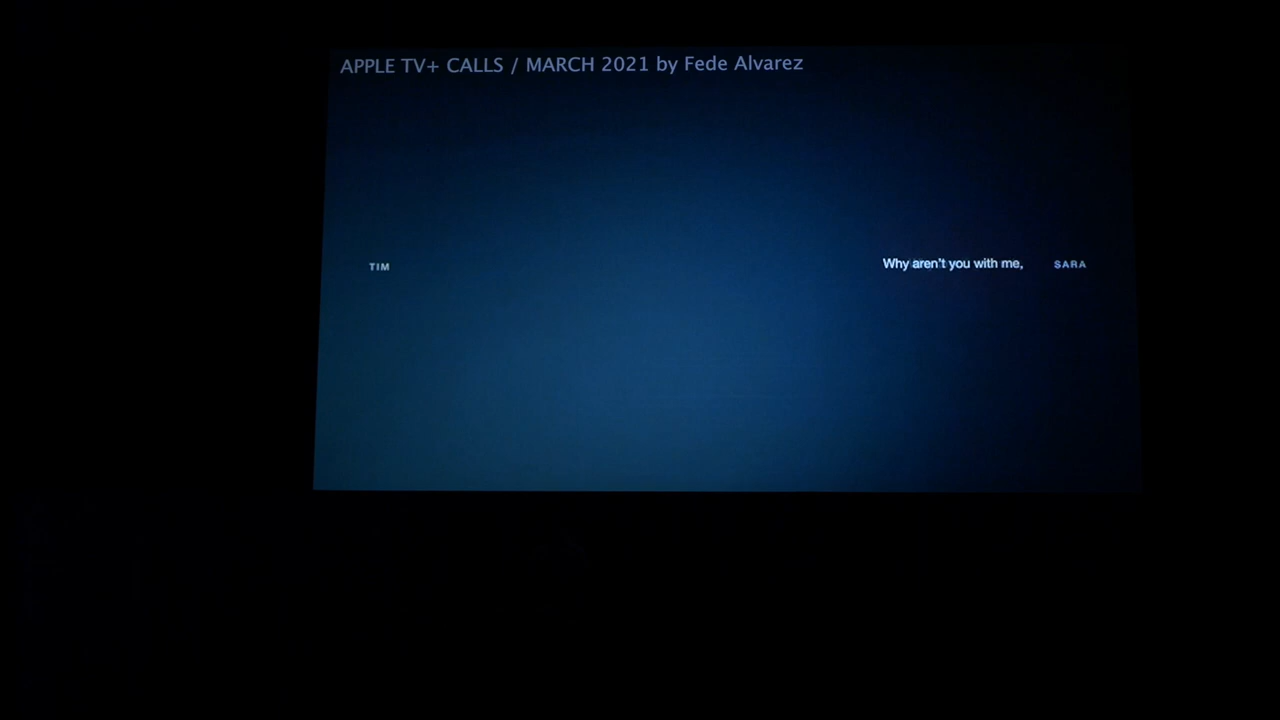 APPLE TV+ CALLS / MARCH 2021 by Fede Alvarez
TIM
Why aren't you with me,
SARA